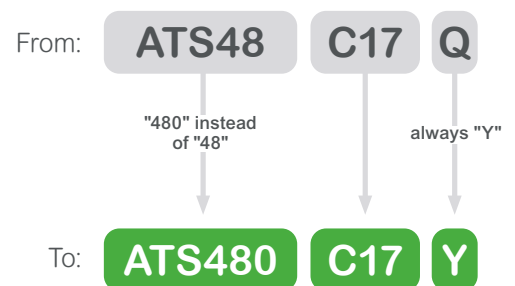 From: ATS48 C17 Q
"480" instead
of "48"
always "Y"
To: ATS480 C17 Y